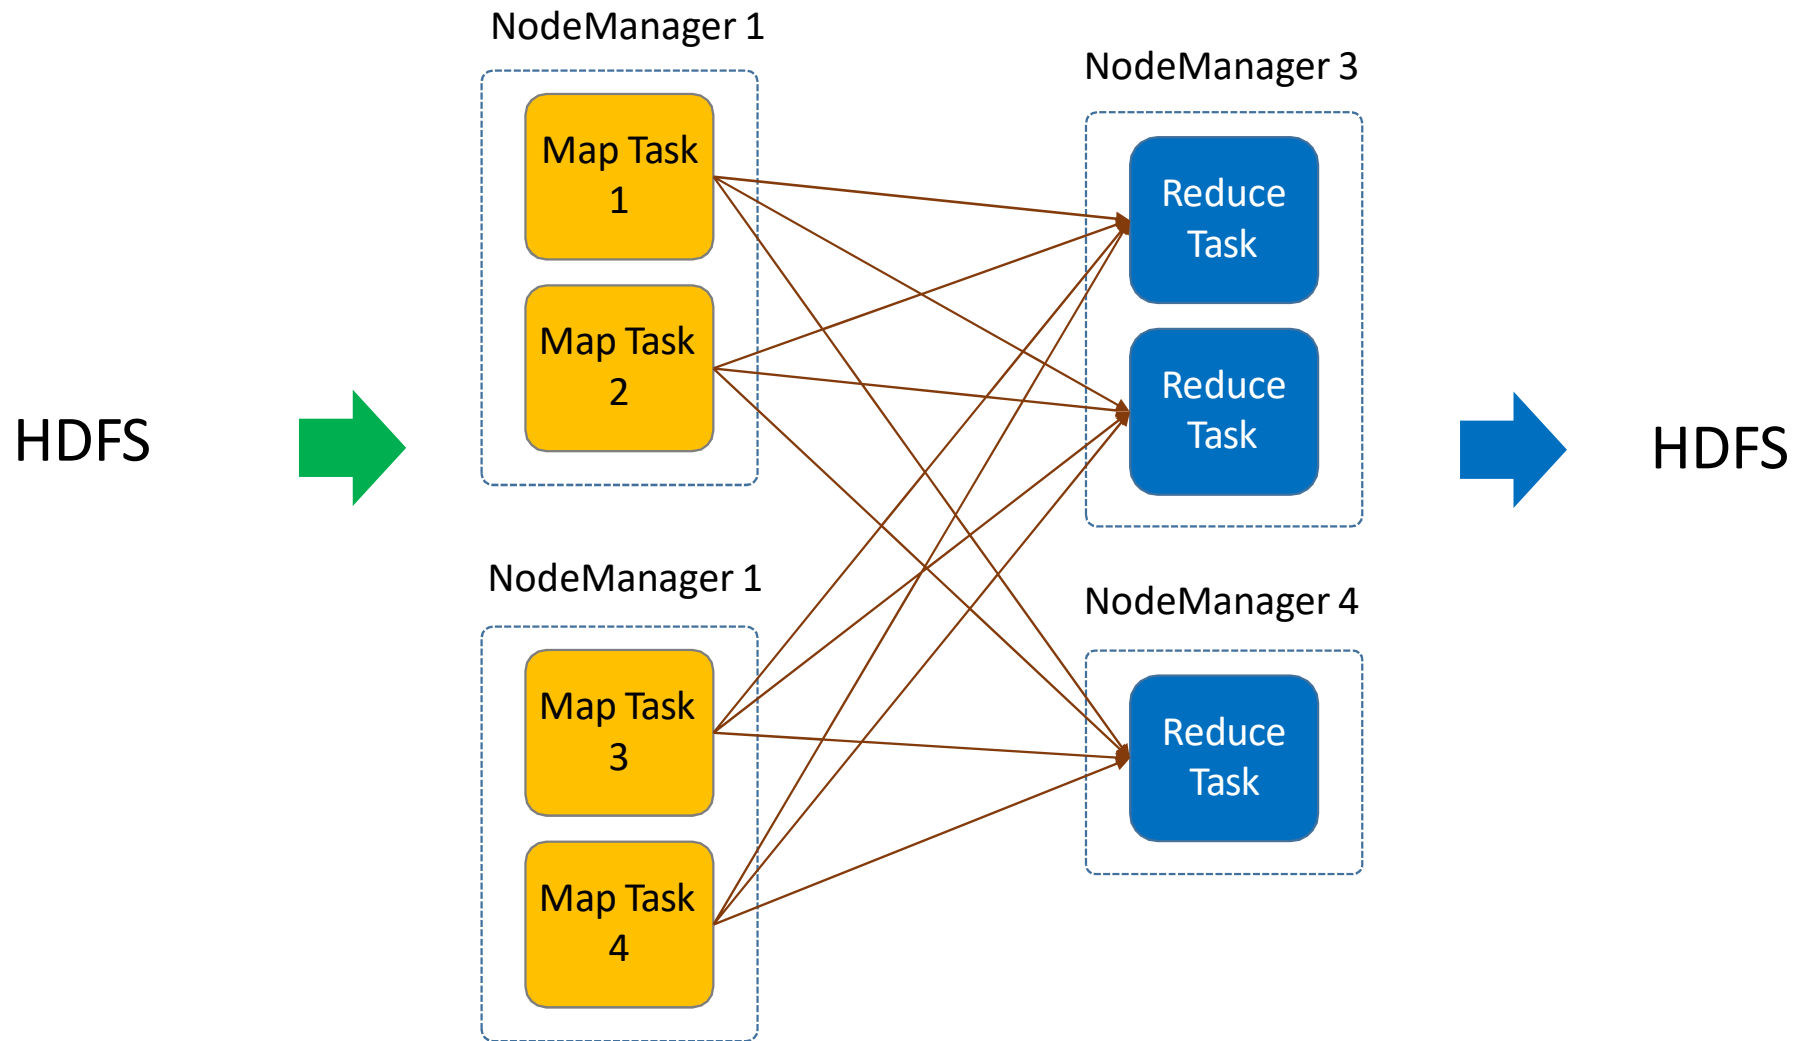 HDFS
NodeManager 1
Map Task
1
Map Task
2
NodeManager 1
Map Task
3
Map Task
4
NodeManager 3
Reduce
Task
Reduce
Task
NodeManager 4
Reduce
Task
HDFS